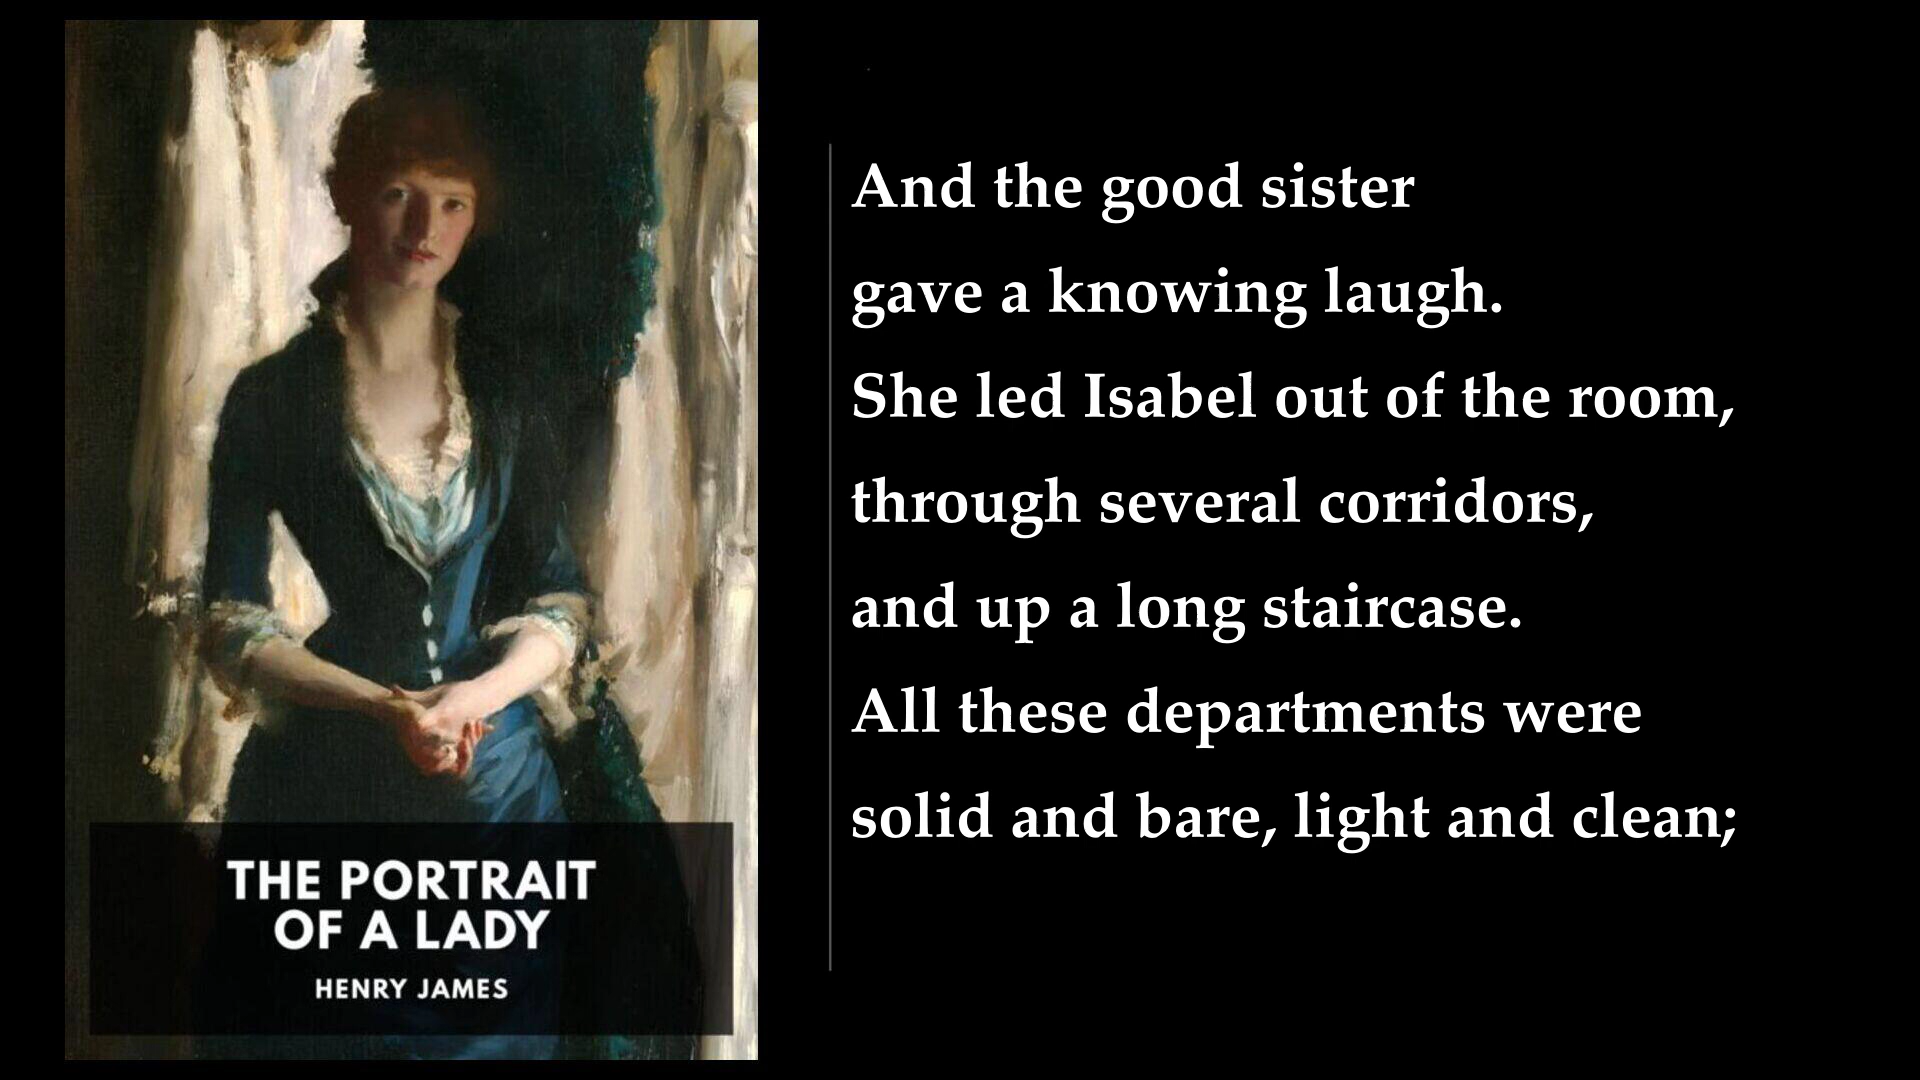 THE PORTRAIT
OF A LADY
HENRY JAMES
And the good sister
gave a knowing laugh.
She led Isabel out of the room,
through several corridors,
and up a long staircase.
All these departments were
solid and bare, light and clean;